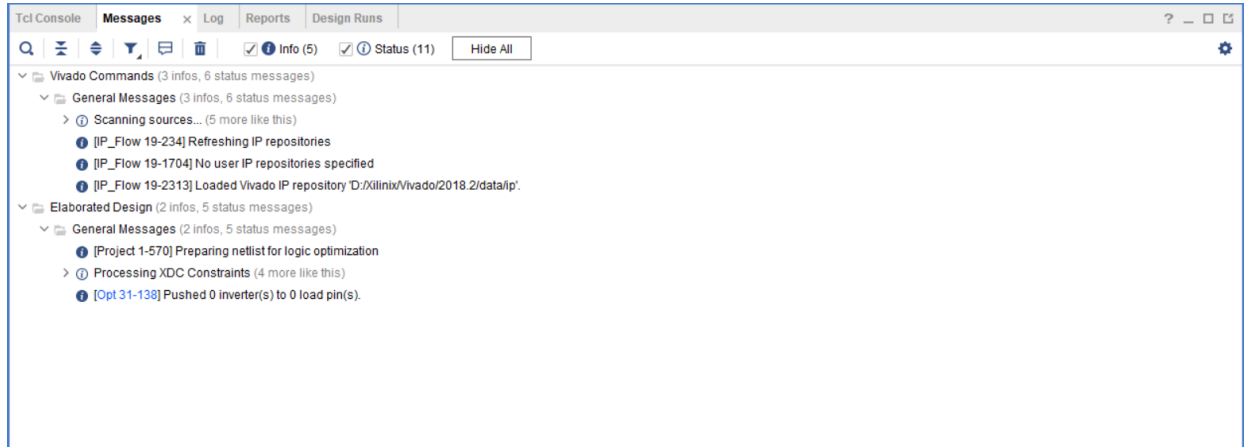 Tcl Console Messages × Log Reports Design Runs ? _
Info (5) Status (11) Hide All
Vivado Commands (3 infos, 6 status messages)
General Messages (3 infos, 6 status messages)
Scanning sources... (5 more like this)
[IP_Flow 19-234] Refreshing IP repositories
[IP_Flow 19-1704] No user IP repositories specified
[IP_Flow 19-2313] Loaded Vivado IP repository 'D:/Xilinix/Vivado/2018.2/data/ip'.
Elaborated Design (2 infos, 5 status messages)
General Messages (2 infos, 5 status messages)
[Project 1-570] Preparing netlist for logic optimization
Processing XDC Constraints (4 more like this)
[Opt 31-138] Pushed 0 inverter(s) to 0 load pin(s).